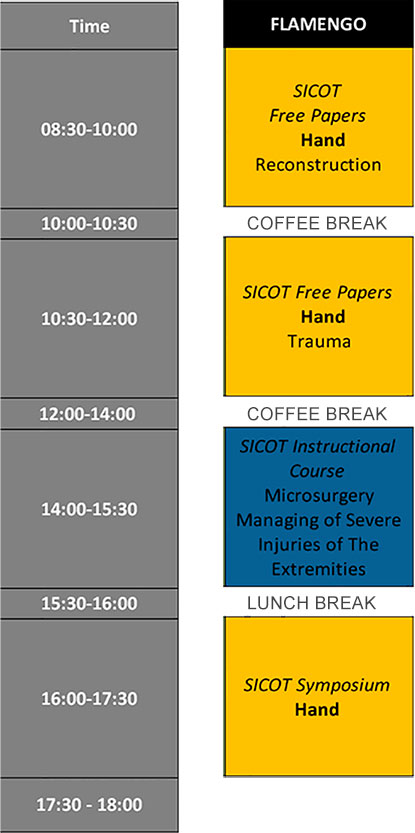 Time
FLAMENGO
08:30-10:00
SICOT
Free Papers
Hand
Reconstruction
10:00-10:30
COFFEE BREAK
10:30-12:00
SICOT Free Papers
Hand
Trauma
12:00-14:00
COFFEE BREAK
14:00-15:30
SICOT Instructional
Course
Microsurgery
Managing of Severe
Injuries of The
Extremities
15:30-16:00
LUNCH BREAK
16:00-17:30
SICOT Symposium
Hand
17:30 - 18:00